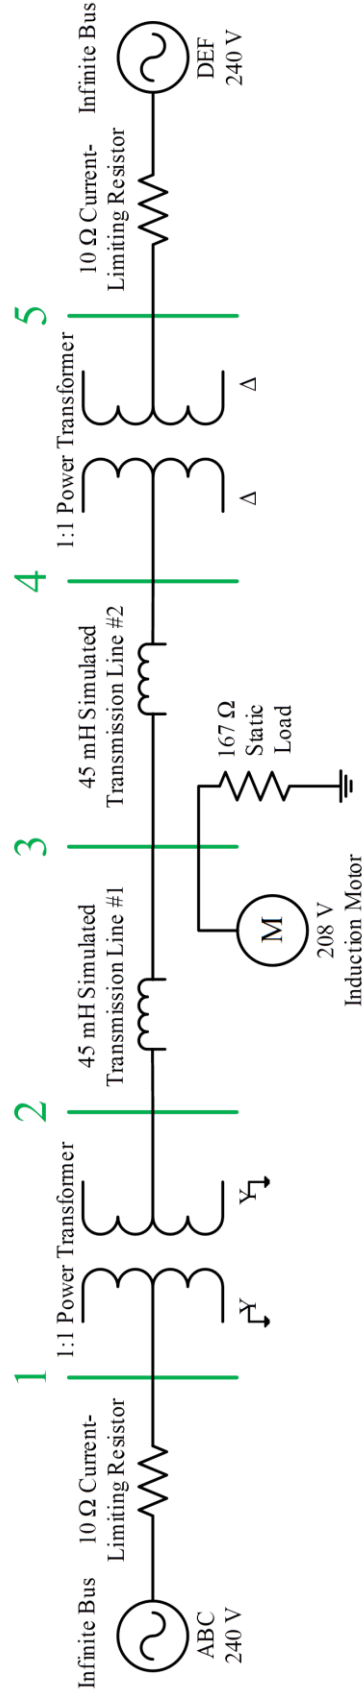 Infinite Bus
ABC
240 V
10 Ω Current-
Limiting Resistor
1
1:1 Power Transformer
Y
Y
2
45 mH Simulated
Transmission Line #1
3
M
208 V
Induction Motor
167 Ω
Static
Load
45 mH Simulated
Transmission Line #2
4
1:1 Power Transformer
Δ
Δ
5
10 Ω Current-
Limiting Resistor
Infinite Bus
DEF
240 V